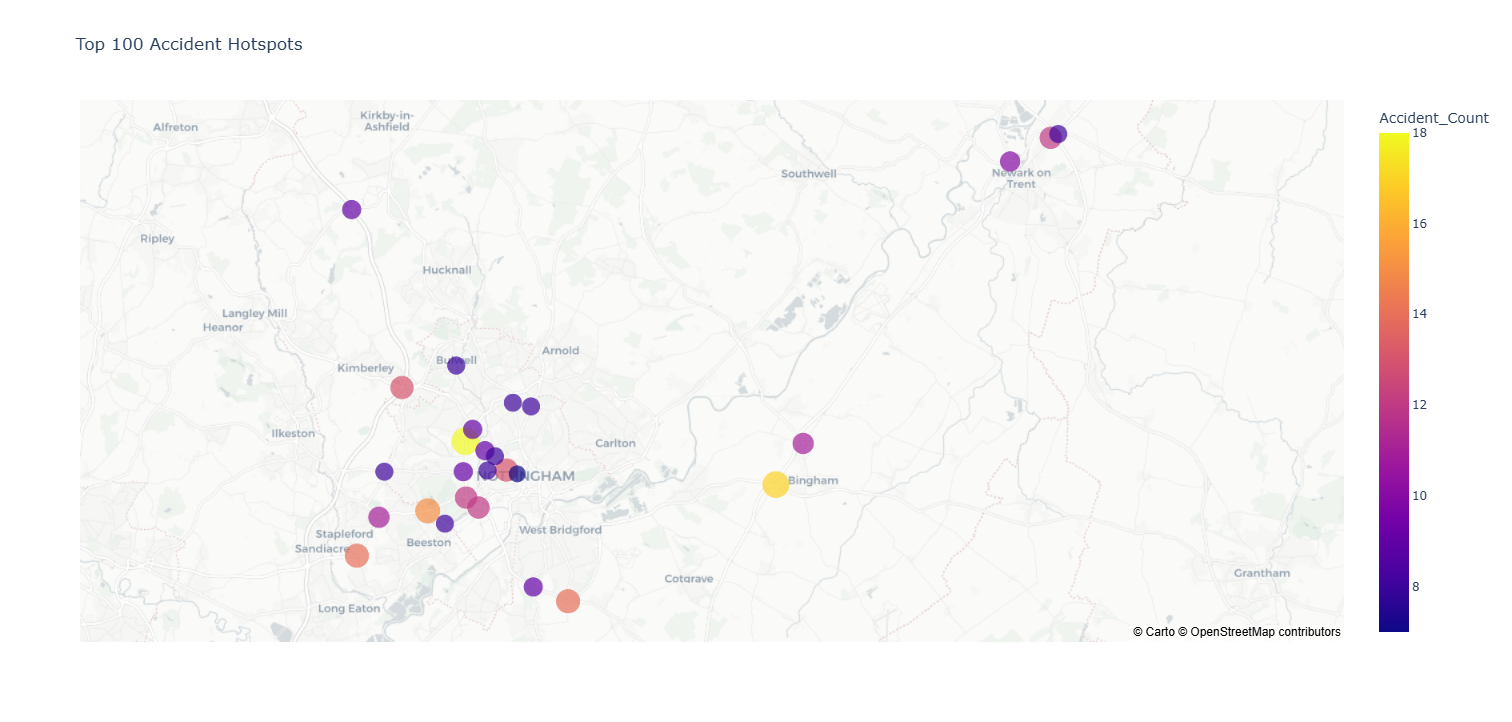 Top 100 Accident Hotspots
Accident_Count
18
16
14
12
10
8
Alfreton
Kirkby-in-
Ashfield
Southwell
Newark on
Trent
Ripley
Hucknall
Langley Mill
Heanor
Kimberley
Bulwell
Arnold
Ilkeston
Carlton
NOTTINGHAM
Bingham
Stapleford
Sandiacre
Beeston
West Bridgford
Cotgrave
Grantham
Long Eaton
© Carto © OpenStreetMap contributors